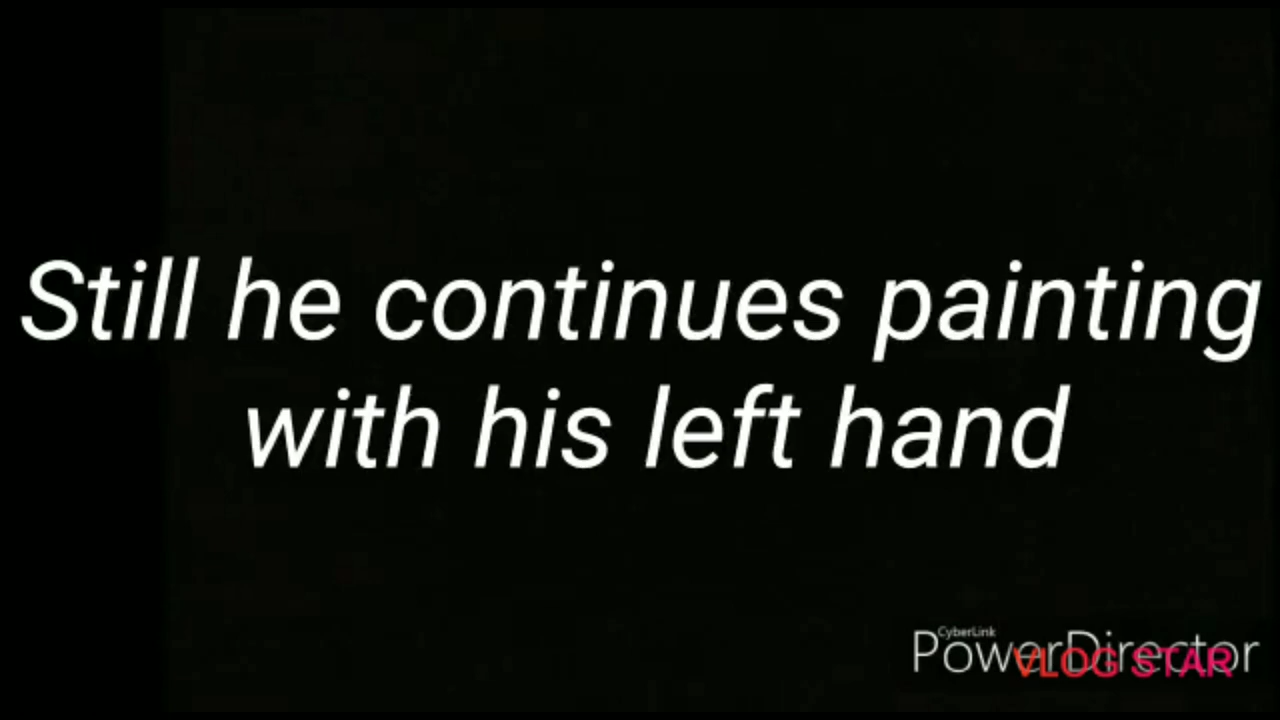 Still he continues painting
with his left hand
CyberLink
PowerDirector
VLOG STAR